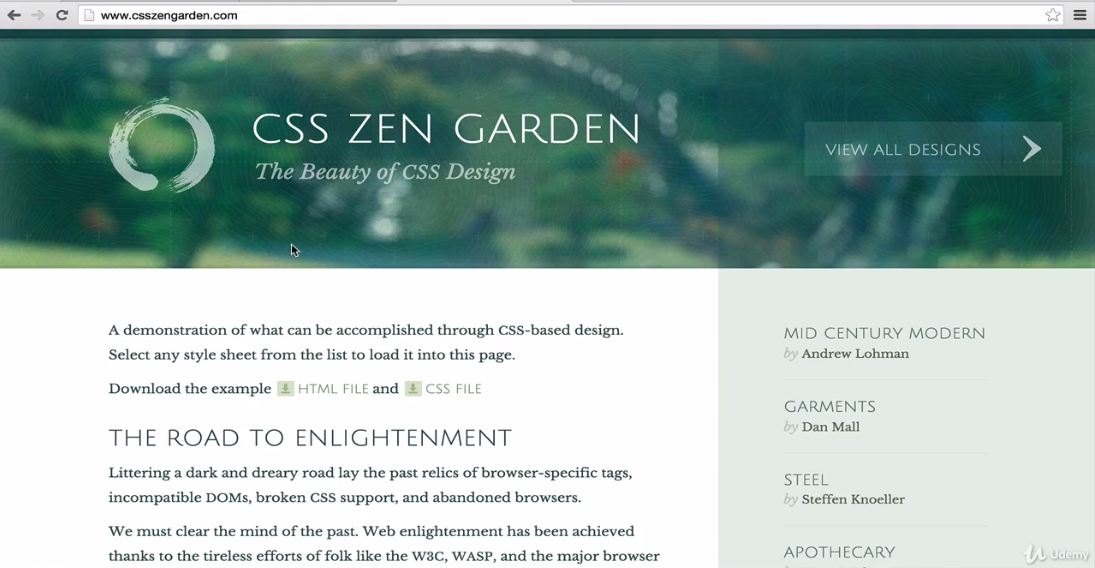 www.csszengarden.com
CSS ZEN GARDEN
The Beauty of CSS Design
VIEW ALL DESIGNS
A demonstration of what can be accomplished through CSS-based design.
Select any style sheet from the list to load it into this page.
Download the example HTML FILE and CSS FILE
THE ROAD TO ENLIGHTENMENT
Littering a dark and dreary road lay the past relics of browser-specific tags,
incompatible DOMs, broken CSS support, and abandoned browsers.
We must clear the mind of the past. Web enlightenment has been achieved
thanks to the tireless efforts of folk like the W3C, WASP, and the major browser
MID CENTURY MODERN
by Andrew Lohman
GARMENTS
by Dan Mall
STEEL
by Steffen Knoeller
APOTHECARY
Udemy